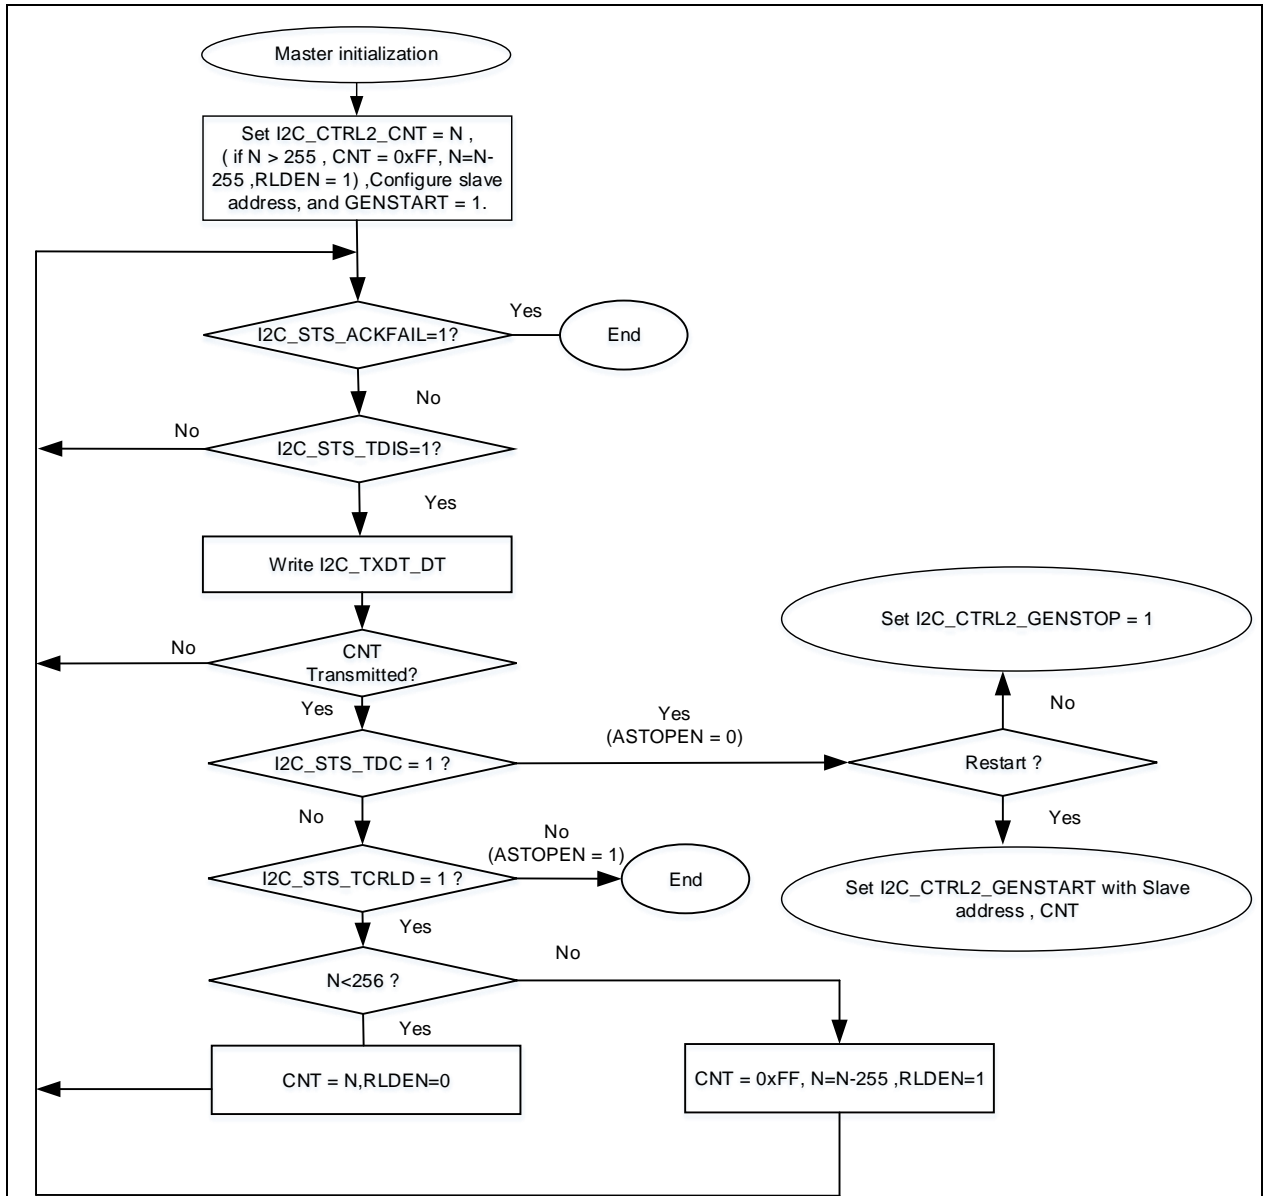 Master initialization
Set I2C_CTRL2_CNT = N ,
( if N > 255 , CNT = 0xFF, N=N-
255 ,RLDEN = 1) ,Configure slave
address, and GENSTART = 1.
I2C_STS_ACKFAIL=1?
Yes
End
No
I2C_STS_TDIS=1?
No
Yes
Write I2C_TXDT_DT
CNT
Transmitted?
No
Yes
I2C_STS_TDC = 1 ?
Yes
(ASTOPEN = 0)
Restart ?
No
Set I2C_CTRL2_GENSTOP = 1
Yes
Set I2C_CTRL2_GENSTART with Slave
address , CNT
No
I2C_STS_TCRLD = 1 ?
No
(ASTOPEN = 1)
End
Yes
N<256 ?
No
Yes
CNT = N,RLDEN=0
CNT = 0xFF, N=N-255 ,RLDEN=1